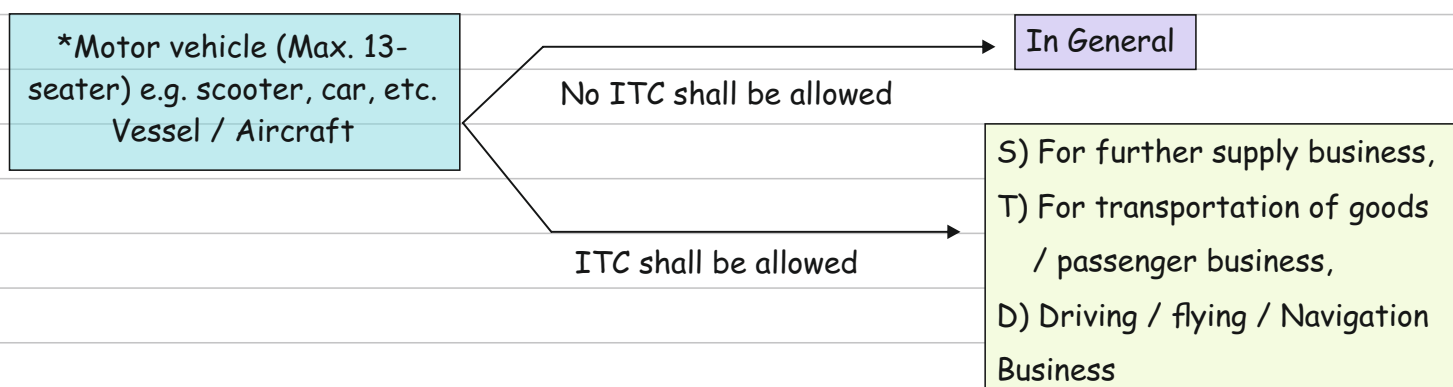 *Motor vehicle (Max. 13-
seater) e.g. scooter, car, etc.
Vessel / Aircraft
In General
No ITC shall be allowed
ITC shall be allowed
S) For further supply business,
T) For transportation of goods
/ passenger business,
D) Driving / flying / Navigation
Business